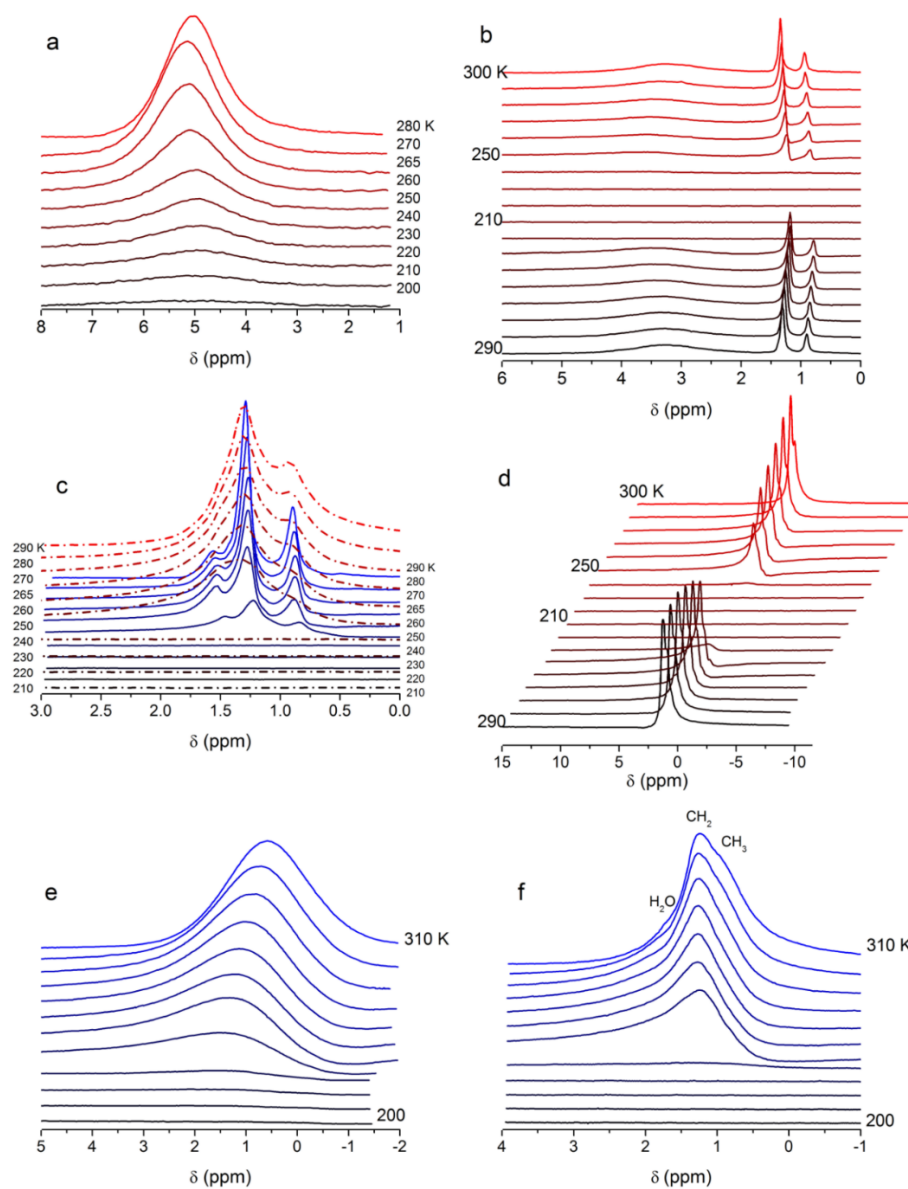 a
280 K
270
265
260
250
240
230
220
210
200
8 7 6 5 4 3 2 1
δ (ppm)
b
300 K
250
210
290
6 5 4 3 2 1 0
δ (ppm)
c
290 K
280
270
265
260
250
240
230
220
210
290 K
280
270
265
260
250
240
230
220
210
3.0 2.5 2.0 1.5 1.0 0.5 0.0
δ (ppm)
d
300 K
250
210
290
15 10 5 0 -5 -10
δ (ppm)
e
310 K
200
5 4 3 2 1 0 -1 -2
δ (ppm)
f
CH₂
CH₃
H₂O
310 K
200
4 3 2 1 0 -1
δ (ppm)